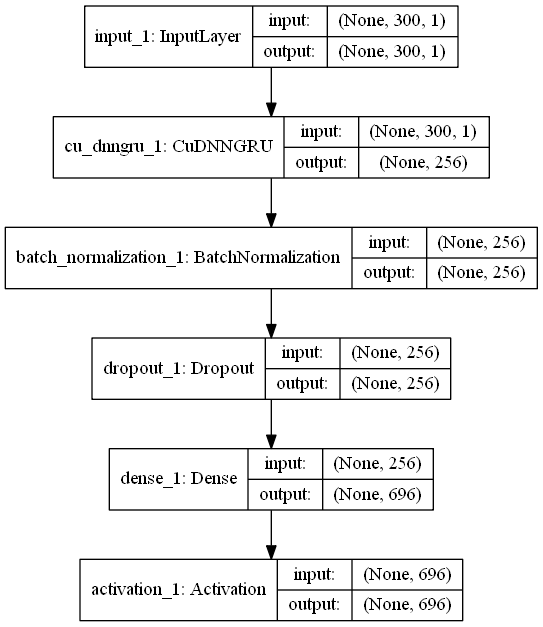 input_1: InputLayer
input: (None, 300, 1)
output: (None, 300, 1)
cu_dnngru_1: CuDNNGRU
input: (None, 300, 1)
output: (None, 256)
batch_normalization_1: BatchNormalization
input: (None, 256)
output: (None, 256)
dropout_1: Dropout
input: (None, 256)
output: (None, 256)
dense_1: Dense
input: (None, 256)
output: (None, 696)
activation_1: Activation
input: (None, 696)
output: (None, 696)